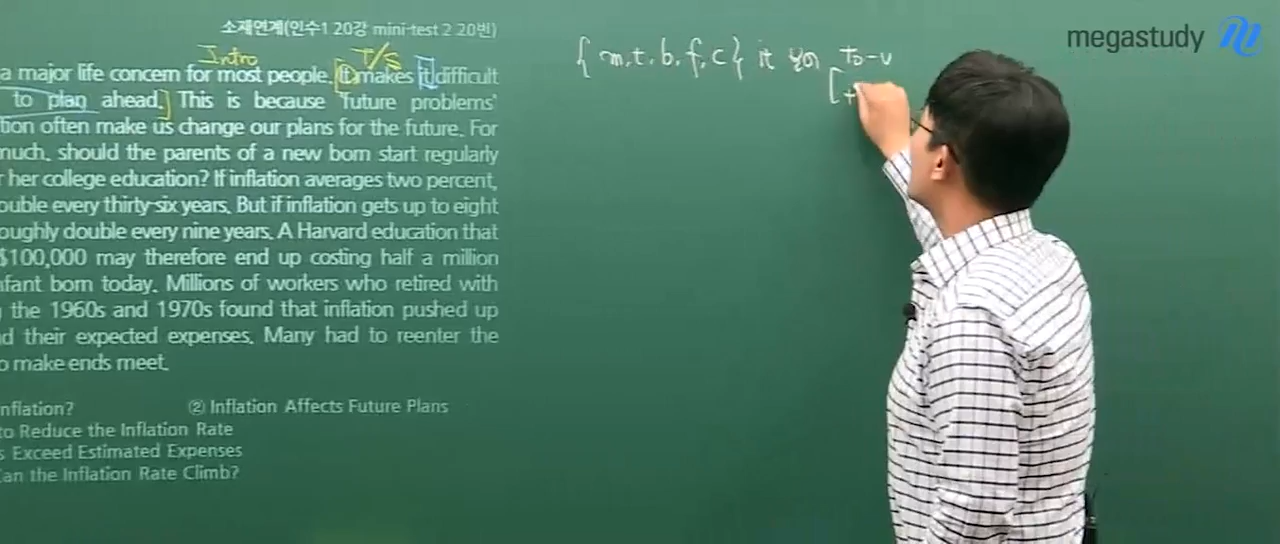 소재연계(인수1 20강 mini-test 2 20번)
megastudy
Intro T/S
a major life concern for most people. It makes it difficult
to plan ahead. This is because 'future problems'
tion often make us change our plans for the future. For
much. should the parents of a new born start regularly
r her college education? If inflation averages two percent,
ouble every thirty-six years. But if inflation gets up to eight
oughly double every nine years. A Harvard education that
$100,000 may therefore end up costing half a million
nfant born today. Millions of workers who retired with
the 1960s and 1970s found that inflation pushed up
d their expected expenses. Many had to reenter the
o make ends meet.
nflation? ② Inflation Affects Future Plans
to Reduce the Inflation Rate
s Exceed Estimated Expenses
Can the Inflation Rate Climb?
{ m, t, b, f, c } it to-v